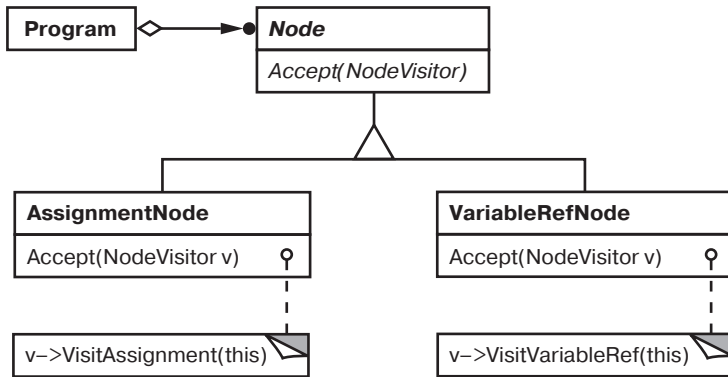 Program
Node
Accept(NodeVisitor)
AssignmentNode
Accept(NodeVisitor v)
VariableRefNode
Accept(NodeVisitor v)
v–>VisitAssignment(this)
v–>VisitVariableRef(this)